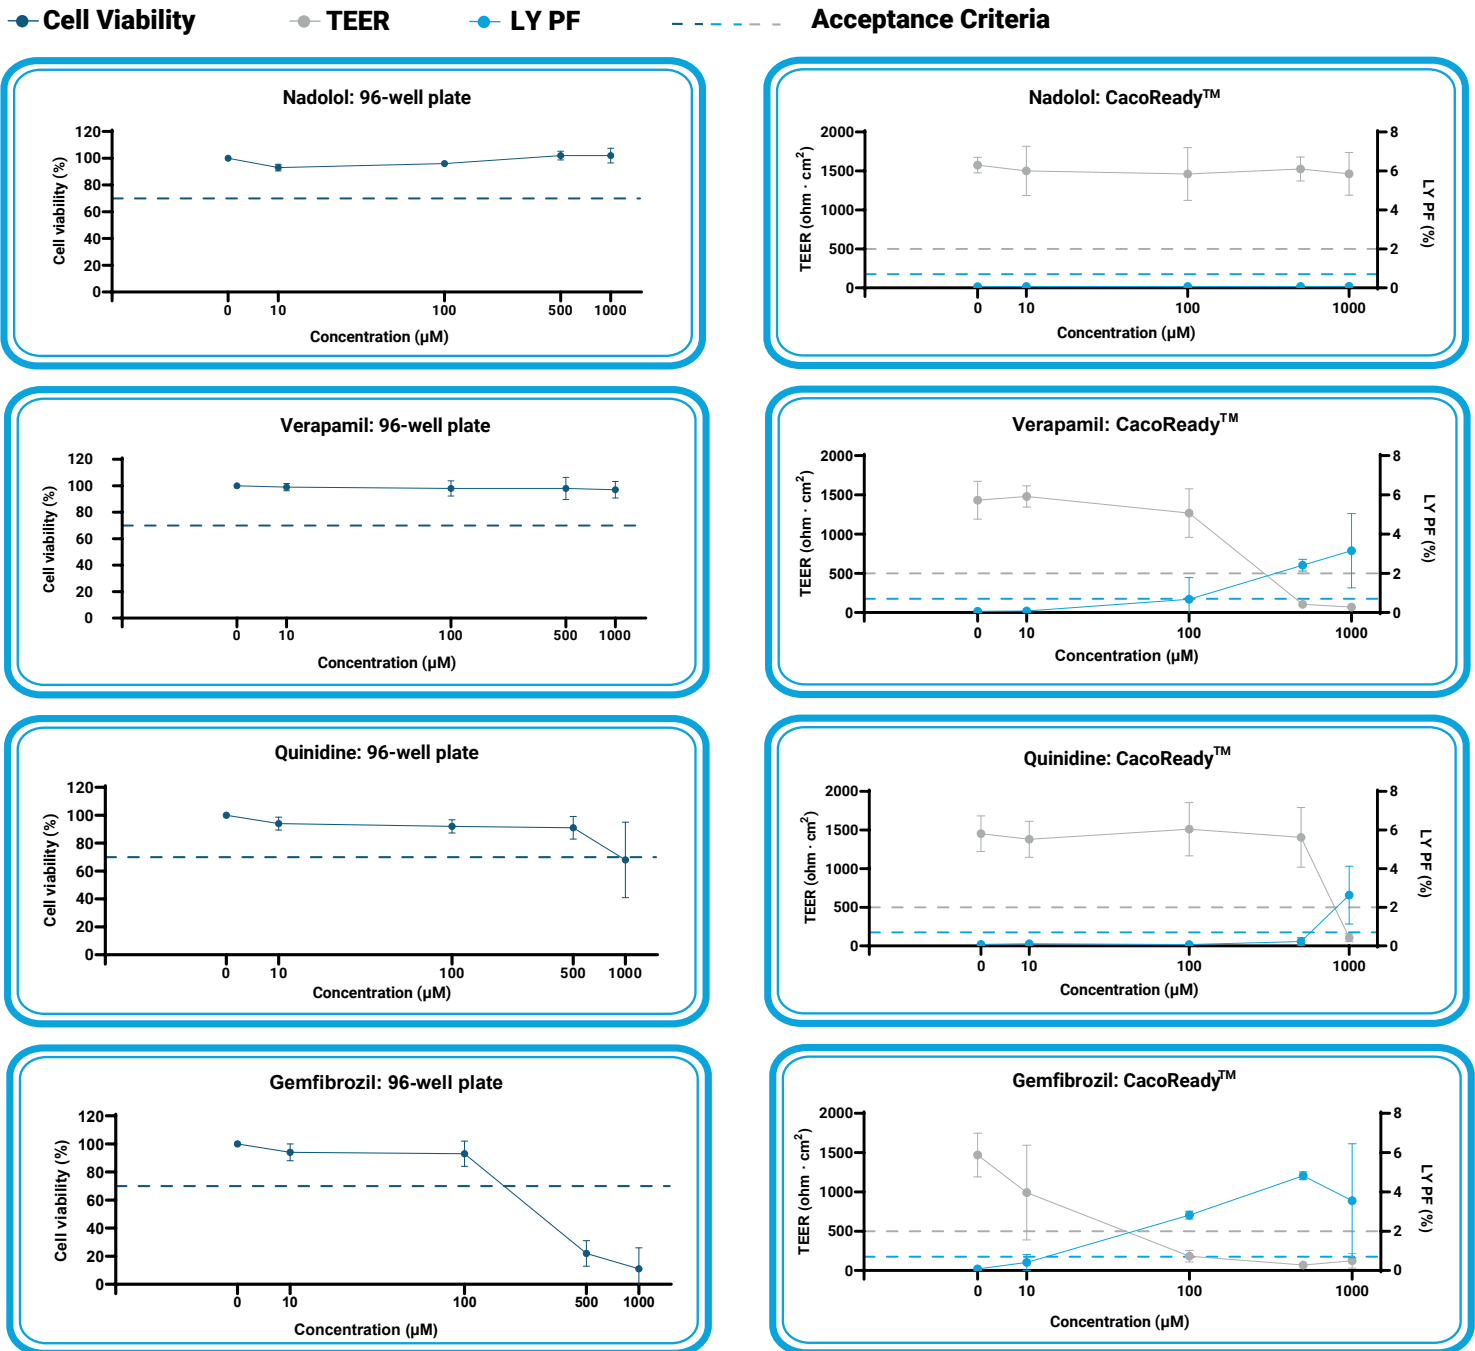 Cell Viability TEER LY PF Acceptance Criteria
Nadolol: 96-well plate
Cell viability (%)
120
100
80
60
40
20
0
0 10 100 500 1000
Concentration (µM)
Nadolol: CacoReady™
TEER (ohm · cm²)
2000
1500
1000
500
0
8
6
4
2
0
LY PF (%)
0 10 100 1000
Concentration (µM)
Verapamil: 96-well plate
Cell viability (%)
120
100
80
60
40
20
0
0 10 100 500 1000
Concentration (µM)
Verapamil: CacoReady™
TEER (ohm · cm²)
2000
1500
1000
500
0
8
6
4
2
0
LY PF (%)
0 10 100 1000
Concentration (µM)
Quinidine: 96-well plate
Cell viability (%)
120
100
80
60
40
20
0
0 10 100 500 1000
Concentration (µM)
Quinidine: CacoReady™
TEER (ohm · cm²)
2000
1500
1000
500
0
8
6
4
2
0
LY PF (%)
0 10 100 1000
Concentration (µM)
Gemfibrozil: 96-well plate
Cell viability (%)
120
100
80
60
40
20
0
0 10 100 500 1000
Concentration (µM)
Gemfibrozil: CacoReady™
TEER (ohm · cm²)
2000
1500
1000
500
0
8
6
4
2
0
LY PF (%)
0 10 100 1000
Concentration (µM)